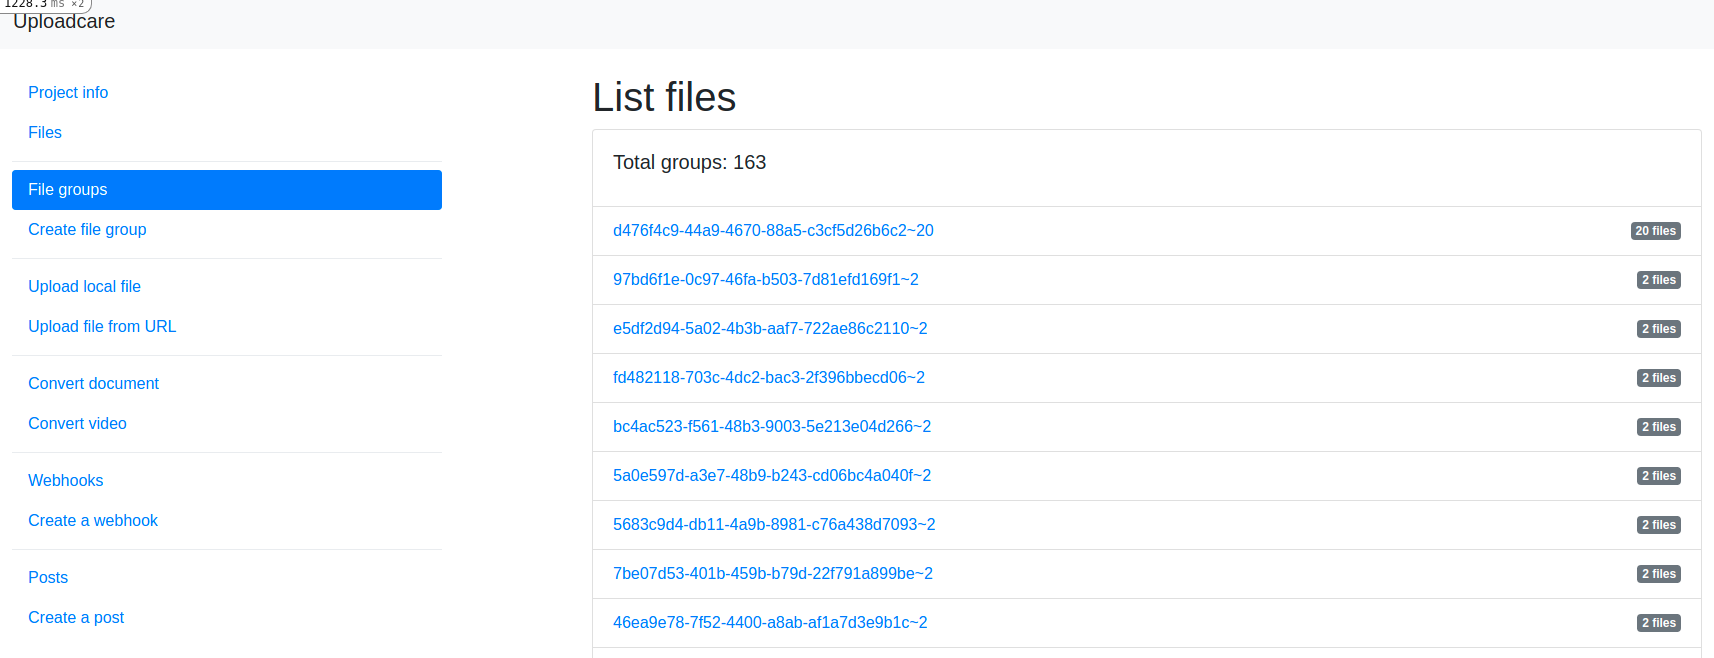 1228.3 ms ×2
Uploadcare
Project info
Files
File groups
Create file group
Upload local file
Upload file from URL
Convert document
Convert video
Webhooks
Create a webhook
Posts
Create a post
List files
Total groups: 163
d476f4c9-44a9-4670-88a5-c3cf5d26b6c2~20 20 files
97bd6f1e-0c97-46fa-b503-7d81efd169f1~2 2 files
e5df2d94-5a02-4b3b-aaf7-722ae86c2110~2 2 files
fd482118-703c-4dc2-bac3-2f396bbecd06~2 2 files
bc4ac523-f561-48b3-9003-5e213e04d266~2 2 files
5a0e597d-a3e7-48b9-b243-cd06bc4a040f~2 2 files
5683c9d4-db11-4a9b-8981-c76a438d7093~2 2 files
7be07d53-401b-459b-b79d-22f791a899be~2 2 files
46ea9e78-7f52-4400-a8ab-af1a7d3e9b1c~2 2 files